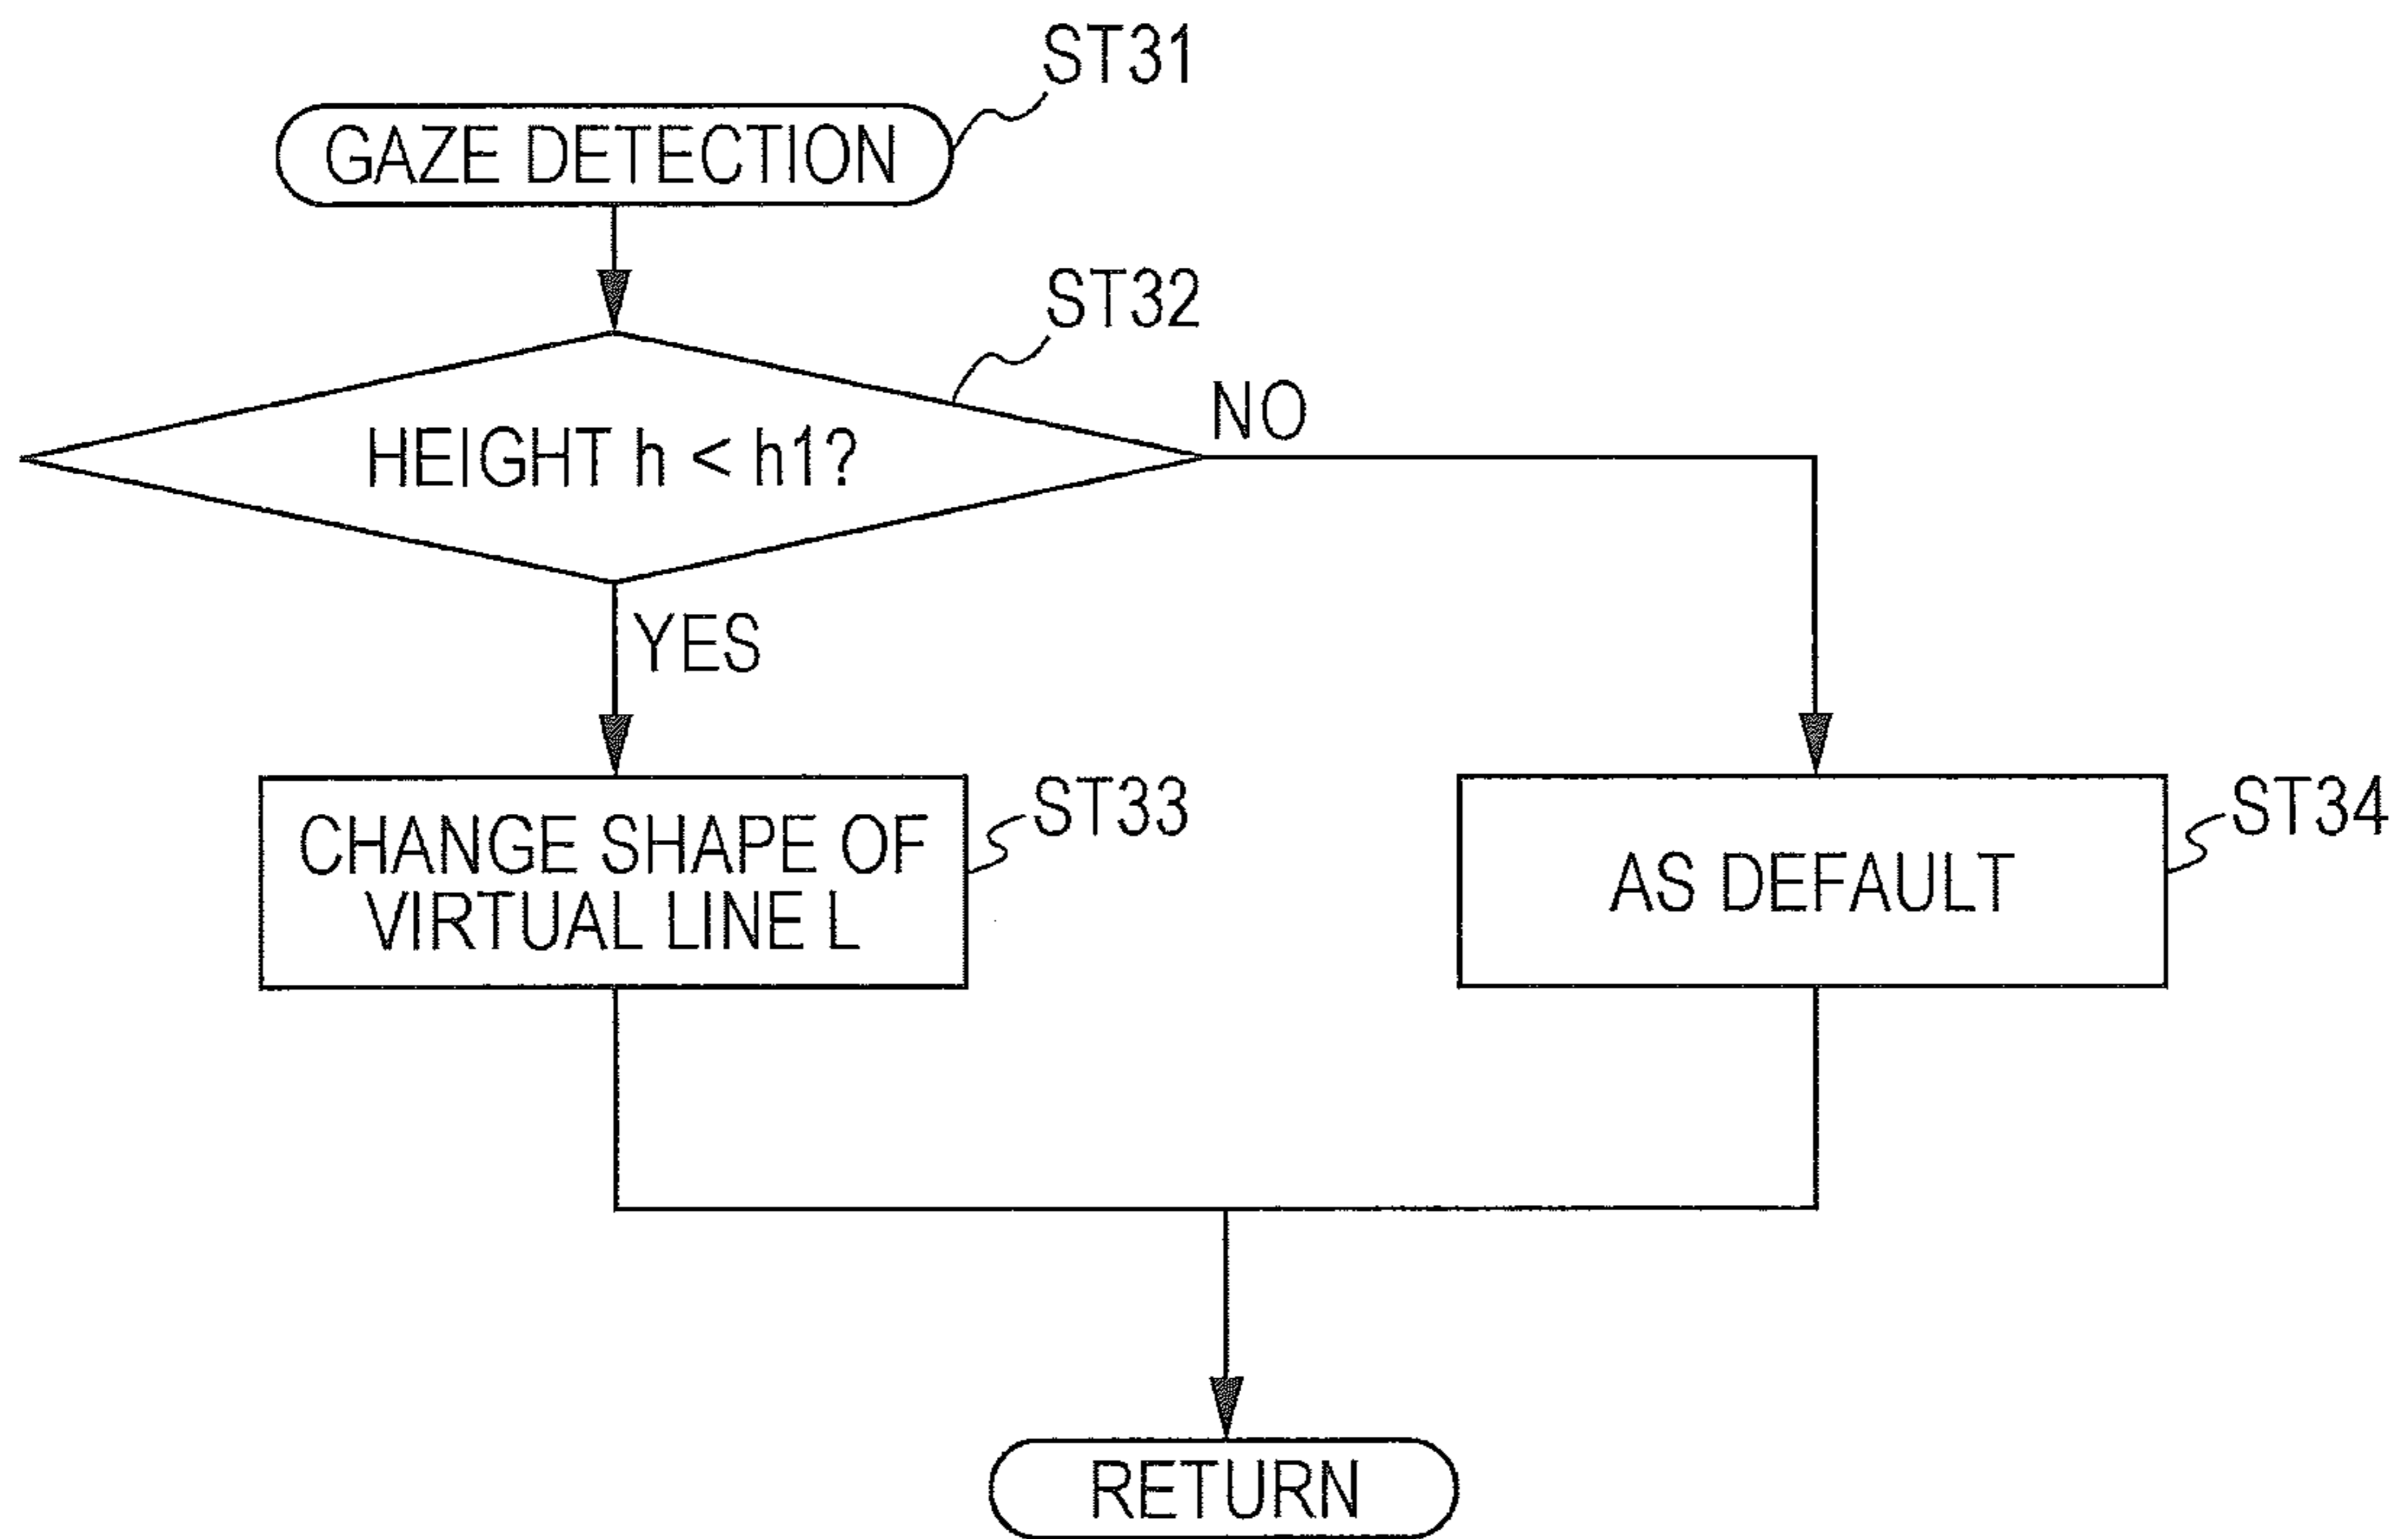 ST31
GAZE DETECTION
ST32
HEIGHT h < h1?
NO
YES
CHANGE SHAPE OF
VIRTUAL LINE L
ST33
AS DEFAULT
ST34
RETURN